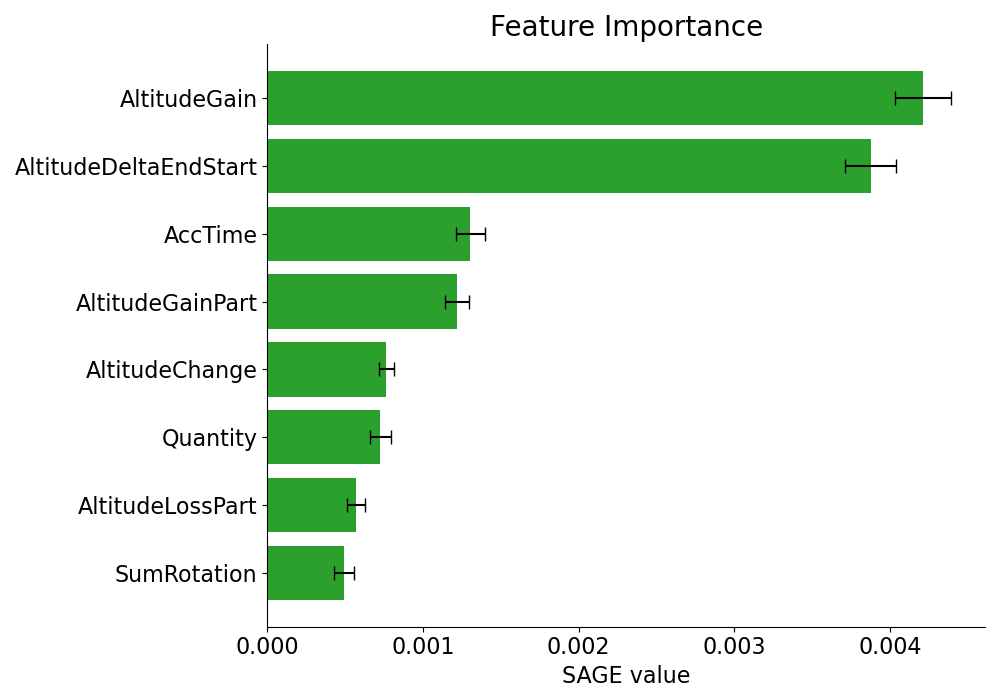 Feature Importance
AltitudeGain
AltitudeDeltaEndStart
AccTime
AltitudeGainPart
AltitudeChange
Quantity
AltitudeLossPart
SumRotation
0.000 0.001 0.002 0.003 0.004
SAGE value